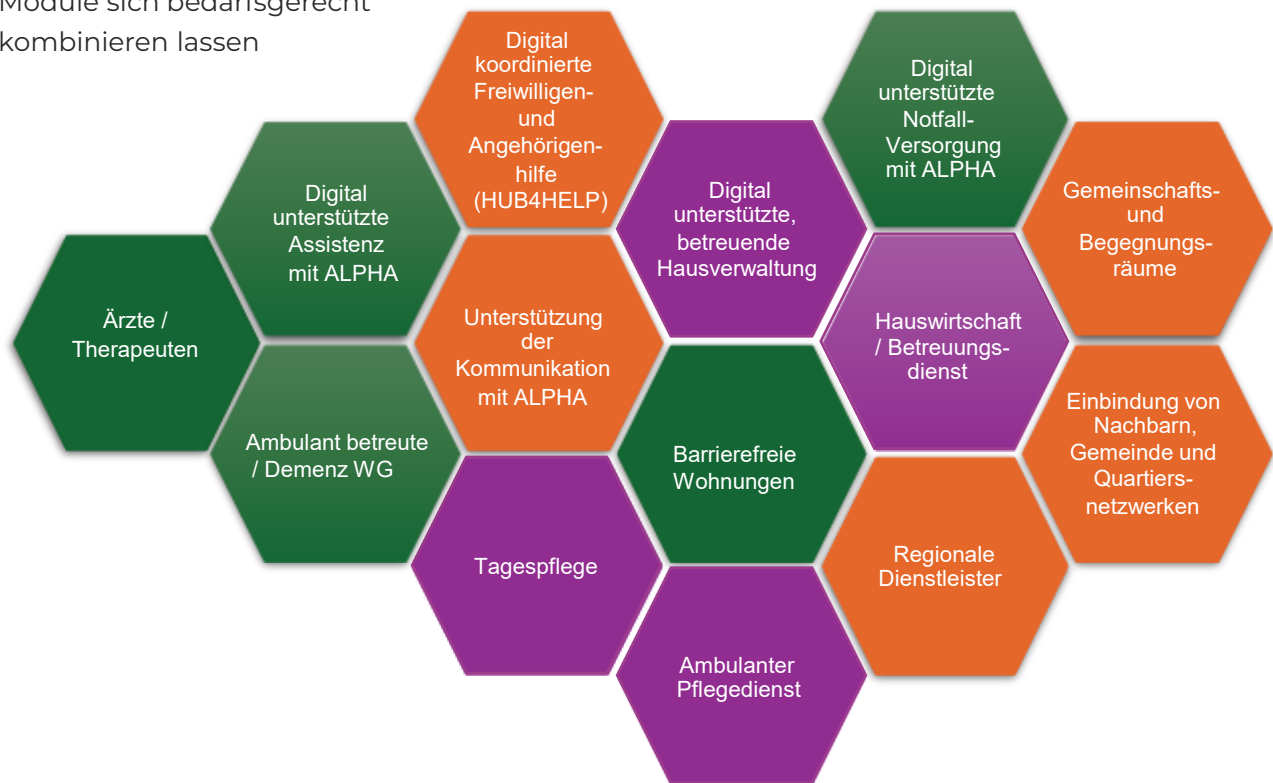 Module sich bedarfsgerecht
kombinieren lassen
Digital
koordinierte
Freiwilligen-
und
Angehörigen-
hilfe
(HUB4HELP)
Digital
unterstützte
Notfall-
Versorgung
mit ALPHA
Digital
unterstützte
Assistenz
mit ALPHA
Digital
unterstützte,
betreuende
Hausverwaltung
Gemeinschafts-
und
Begegnungs-
räume
Ärzte /
Therapeuten
Unterstützung
der
Kommunikation
mit ALPHA
Hauswirtschaft
/ Betreuungs-
dienst
Ambulant betreute
/ Demenz WG
Barrierefreie
Wohnungen
Einbindung von
Nachbarn,
Gemeinde und
Quartiers-
netzwerken
Tagespflege
Regionale
Dienstleister
Ambulanter
Pflegedienst